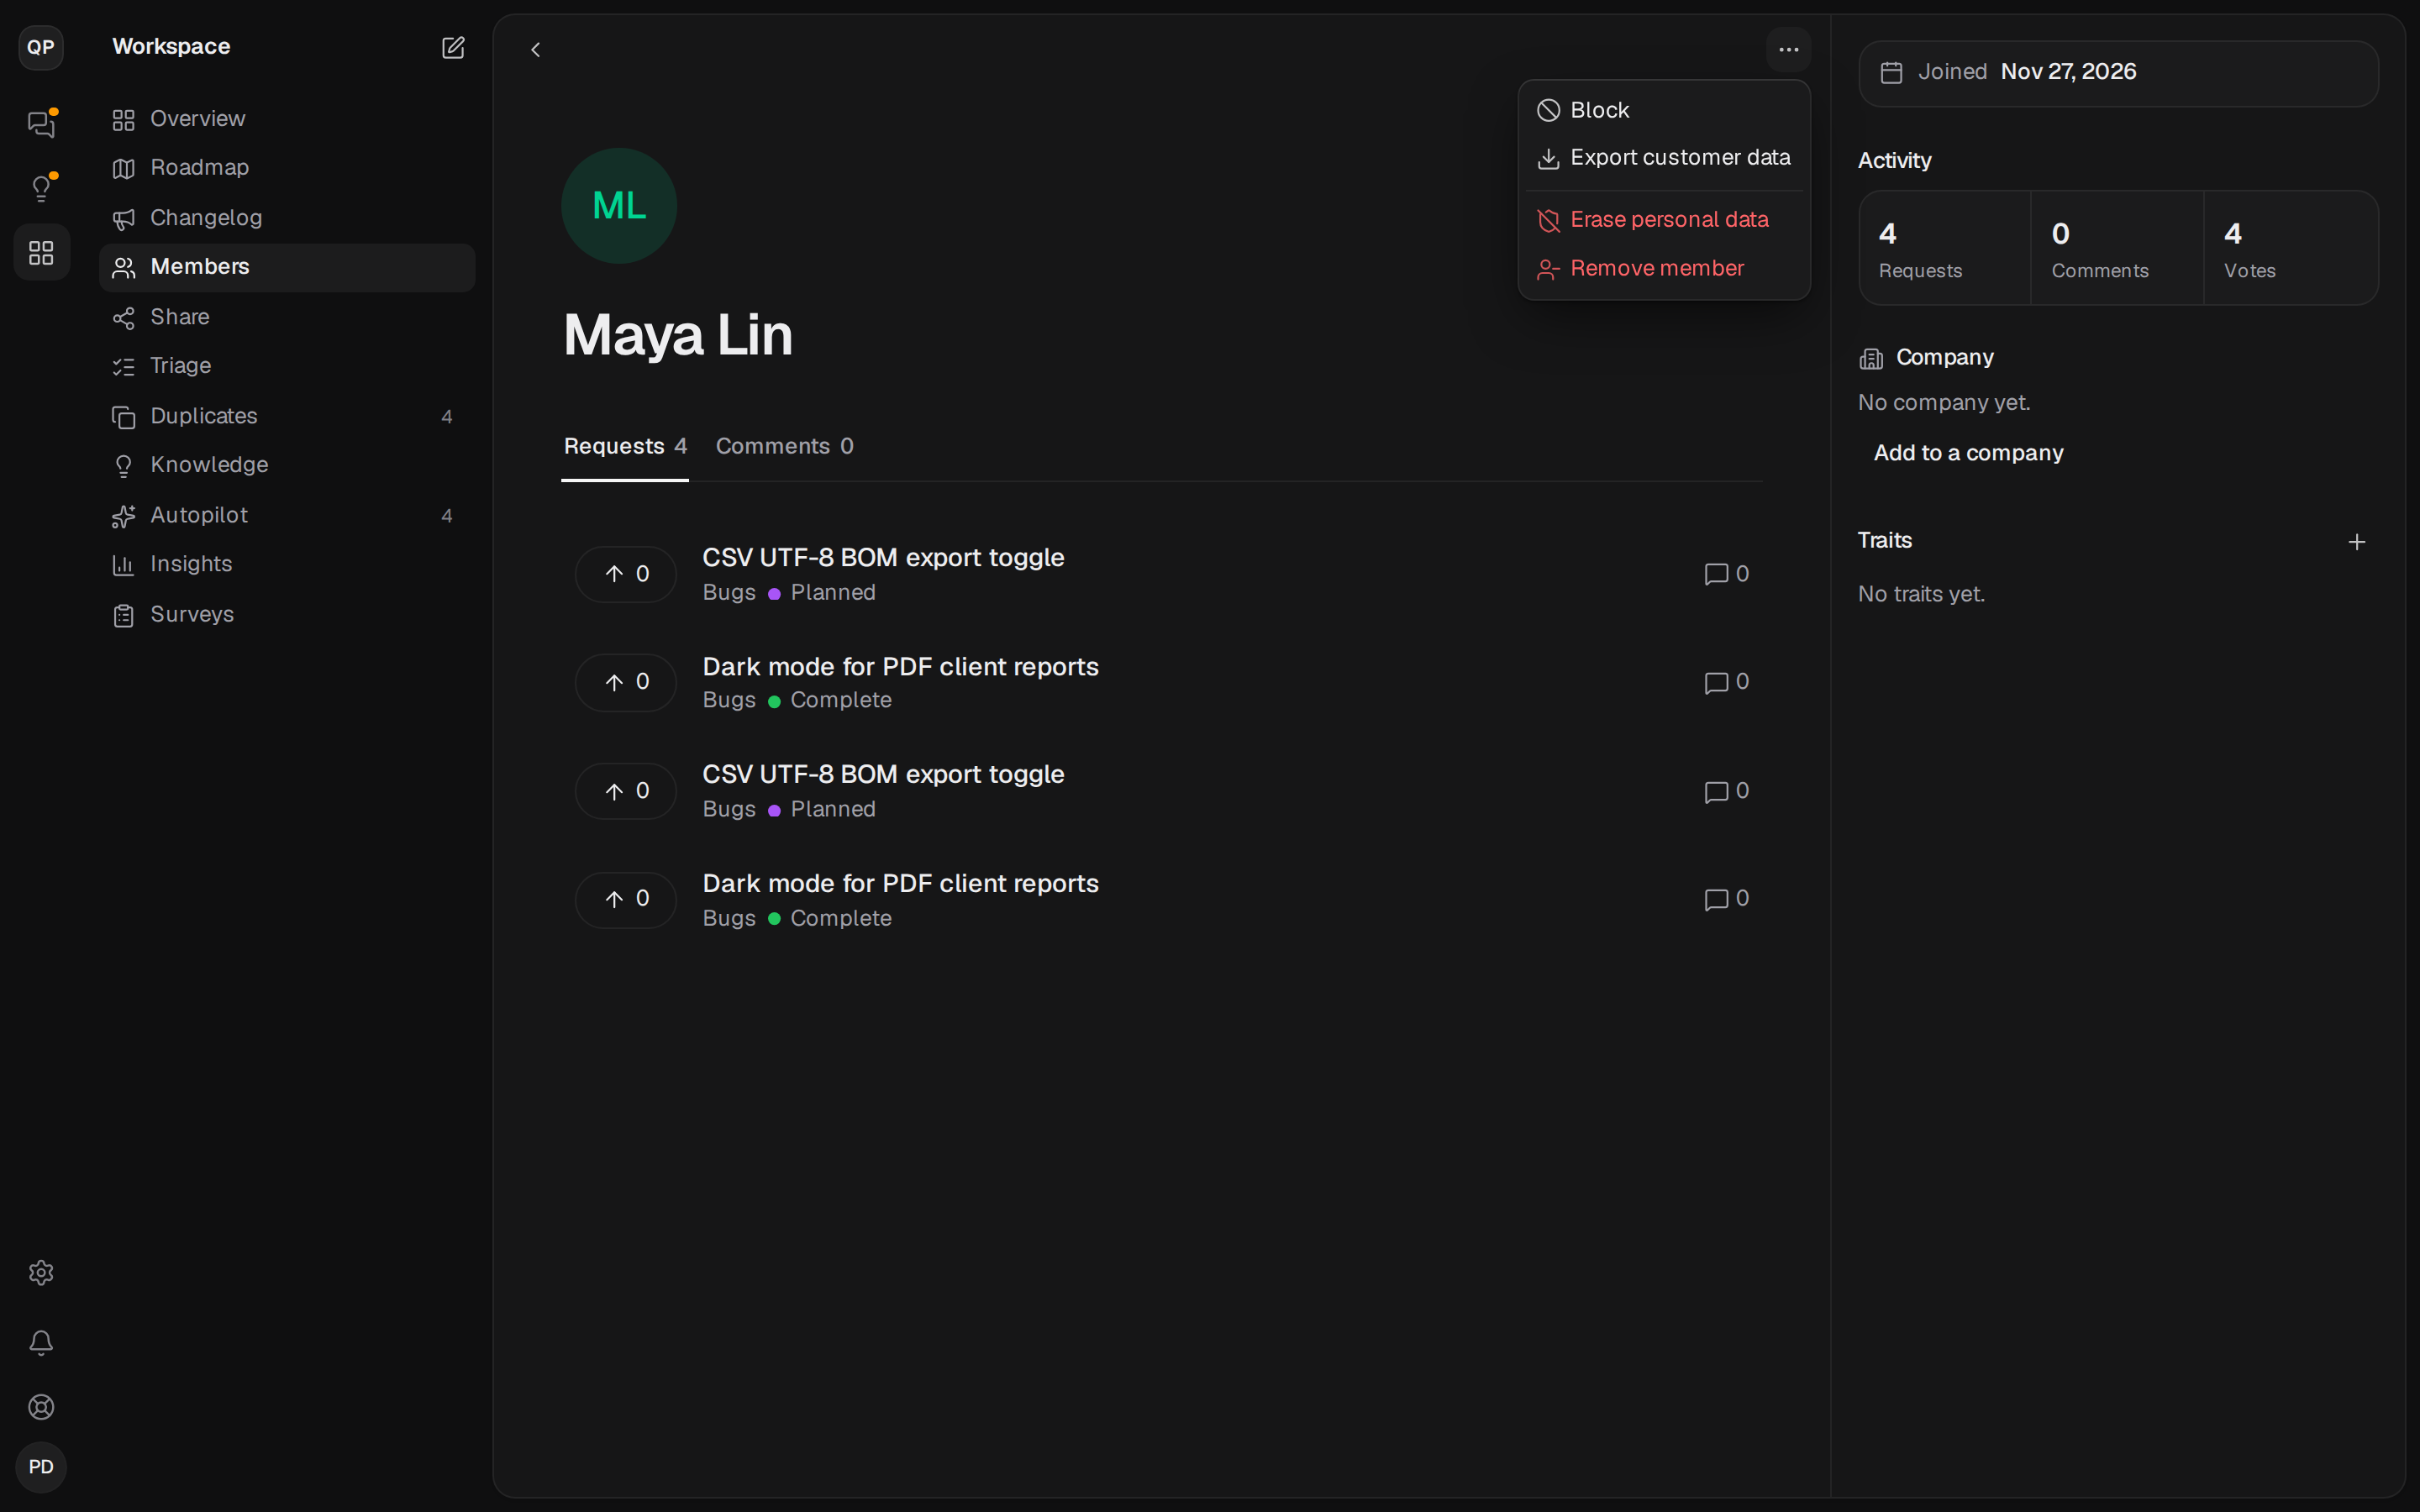 QP
Workspace
Overview
Roadmap
Changelog
Members
Share
Triage
Duplicates 4
Knowledge
Autopilot 4
Insights
Surveys
PD
Block
Export customer data
Erase personal data
Remove member
ML
Maya Lin
Requests 4 Comments 0
0 CSV UTF-8 BOM export toggle 0
Bugs Planned
0 Dark mode for PDF client reports 0
Bugs Complete
0 CSV UTF-8 BOM export toggle 0
Bugs Planned
0 Dark mode for PDF client reports 0
Bugs Complete
Joined Nov 27, 2026
Activity
4 0 4
Requests Comments Votes
Company
No company yet.
Add to a company
Traits
No traits yet.